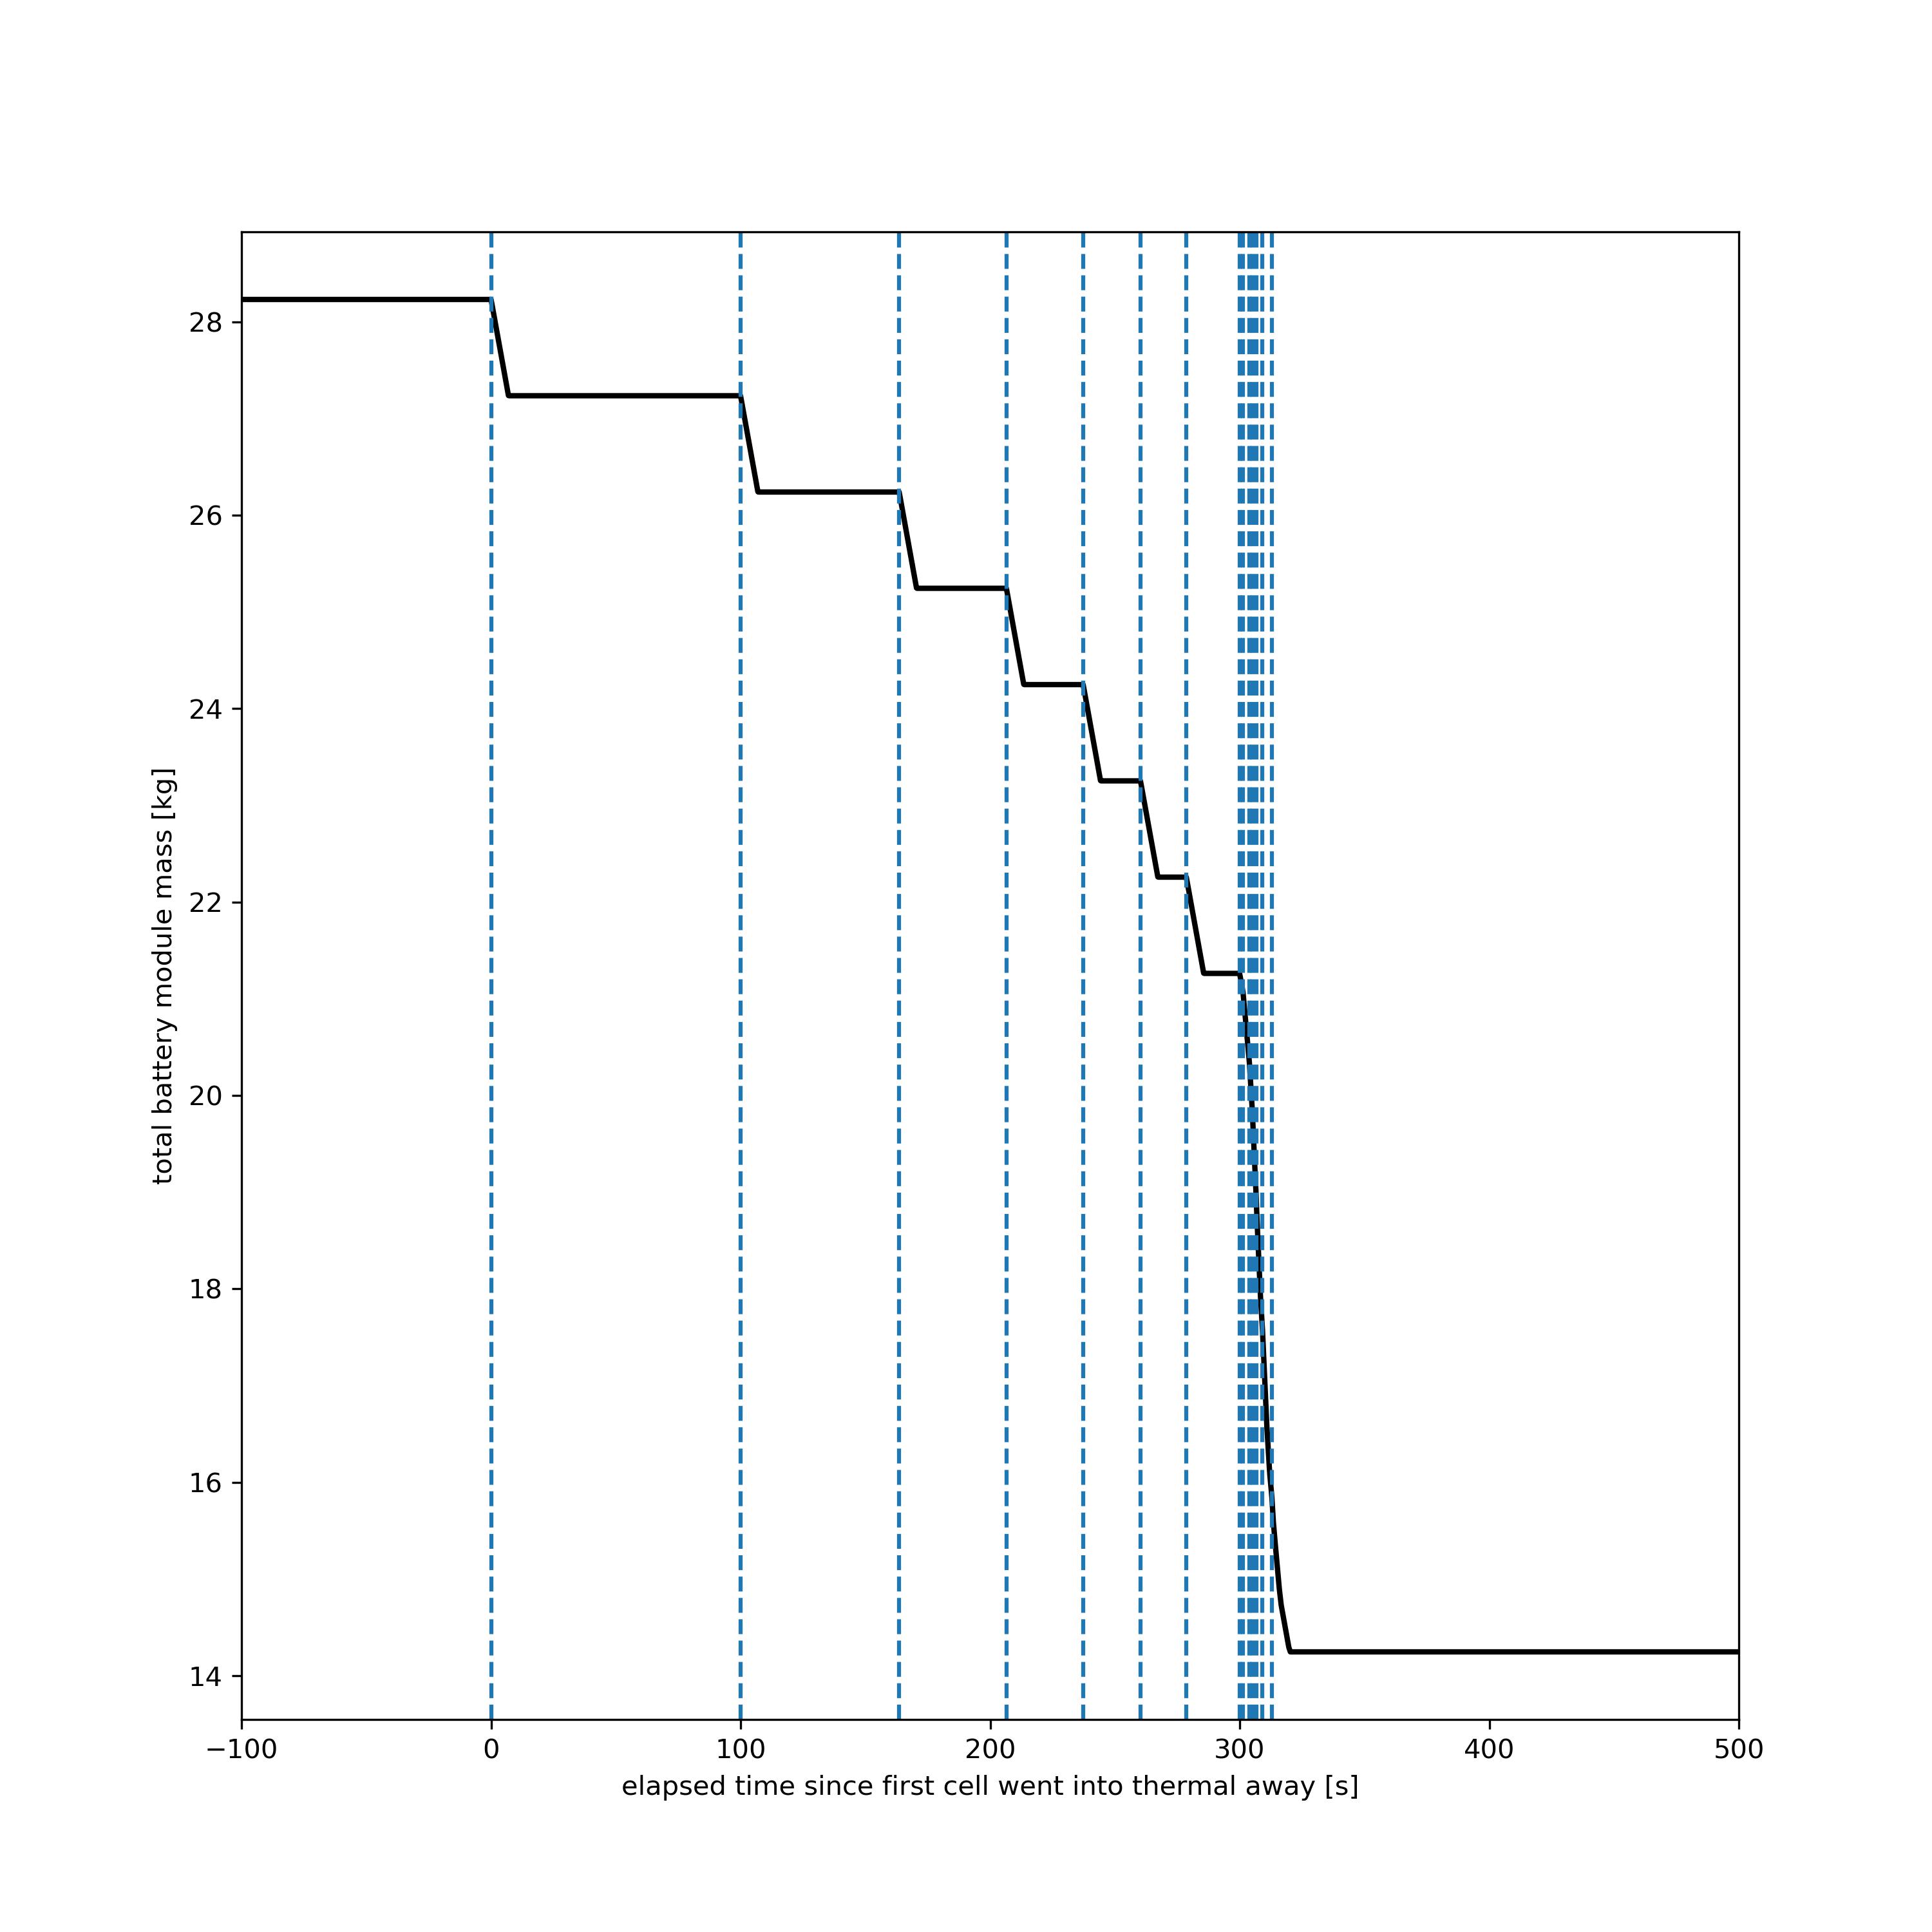 28
26
24
22
20
18
16
14
total battery module mass [kg]
−100 0 100 200 300 400 500
elapsed time since first cell went into thermal away [s]